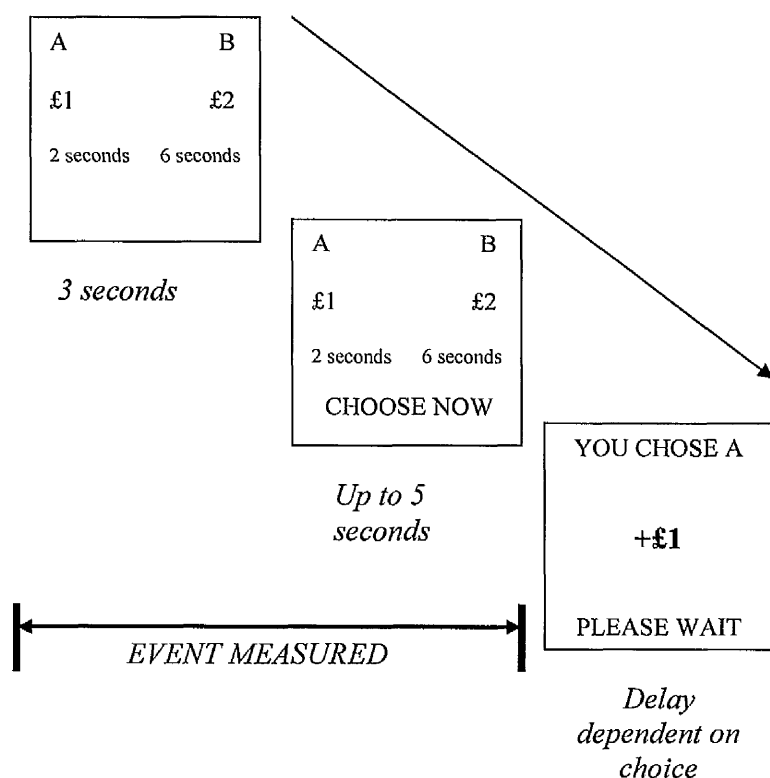 A B
£1 £2
2 seconds 6 seconds
3 seconds
A B
£1 £2
2 seconds 6 seconds
CHOOSE NOW
Up to 5
seconds
YOU CHOSE A
+£1
PLEASE WAIT
EVENT MEASURED
Delay
dependent on
choice